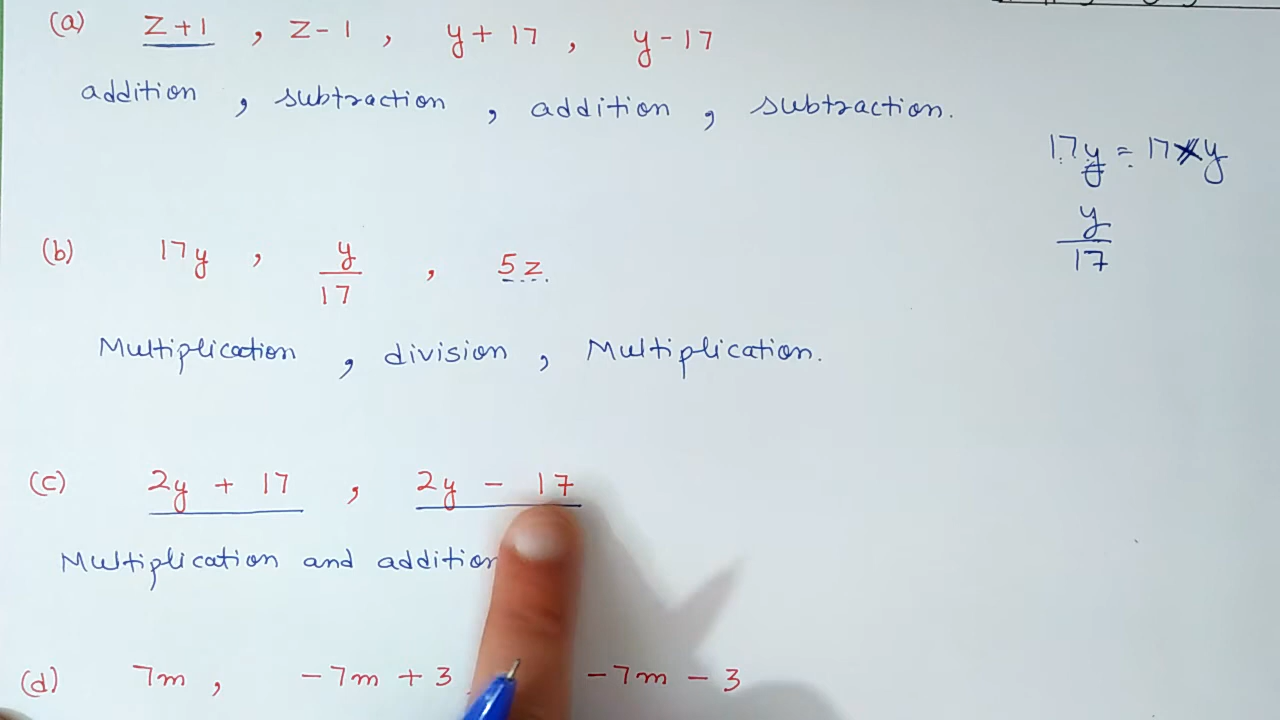 (a) z+1 , z-1 , y+17 , y-17
addition , subtraction , addition , subtraction.
17y = 17×y
y
17
(b) 17y , y/17 , 5z
Multiplication , division , Multiplication.
(c) 2y + 17 , 2y - 17
Multiplication and addition
(d) 7m , -7m + 3 -7m - 3